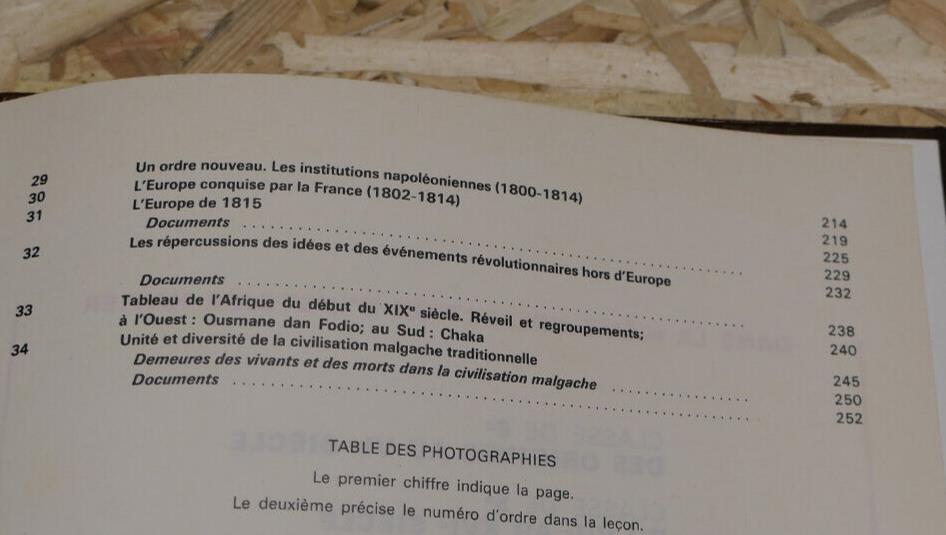 29 Un ordre nouveau. Les institutions napoléoniennes (1800-1814) 214
30 L'Europe conquise par la France (1802-1814) 219
31 L'Europe de 1815 225
Documents 229
32 Les répercussions des idées et des événements révolutionnaires hors d'Europe 232
Documents 238
33 Tableau de l'Afrique du début du XIXe siècle. Réveil et regroupements;
à l'Ouest : Ousmane dan Fodio; au Sud : Chaka 240
34 Unité et diversité de la civilisation malgache traditionnelle 245
Demeures des vivants et des morts dans la civilisation malgache 250
Documents 252
TABLE DES PHOTOGRAPHIES
Le premier chiffre indique la page.
Le deuxième précise le numéro d'ordre dans la leçon.